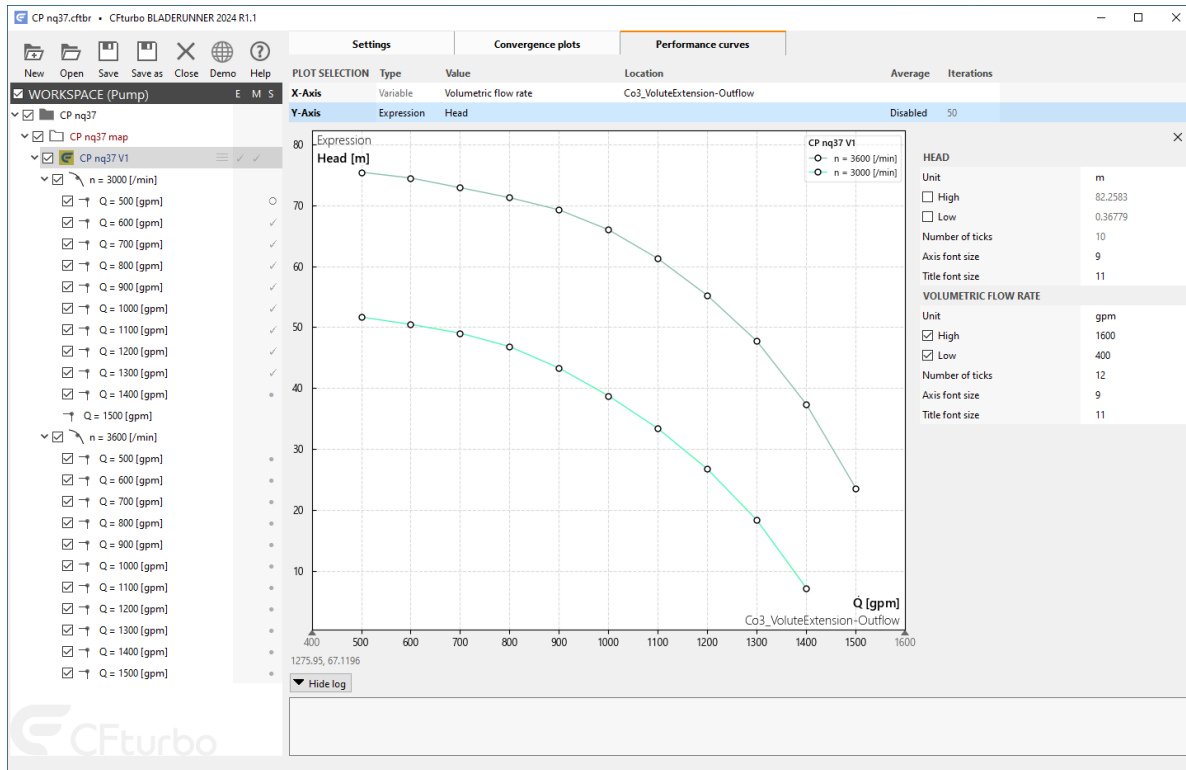 CP nq37.cftbr • CFturbo BLADERUNNER 2024 R1.1
New Open Save Save as Close Demo Help
WORKSPACE (Pump) E M S
CP nq37
CP nq37 map
CP nq37 V1
n = 3000 [/min]
Q = 500 [gpm]
Q = 600 [gpm]
Q = 700 [gpm]
Q = 800 [gpm]
Q = 900 [gpm]
Q = 1000 [gpm]
Q = 1100 [gpm]
Q = 1200 [gpm]
Q = 1300 [gpm]
Q = 1400 [gpm]
Q = 1500 [gpm]
n = 3600 [/min]
Q = 500 [gpm]
Q = 600 [gpm]
Q = 700 [gpm]
Q = 800 [gpm]
Q = 900 [gpm]
Q = 1000 [gpm]
Q = 1100 [gpm]
Q = 1200 [gpm]
Q = 1300 [gpm]
Q = 1400 [gpm]
Q = 1500 [gpm]
CFturbo
Settings Convergence plots Performance curves
PLOT SELECTION Type Value Location Average Iterations
X-Axis Variable Volumetric flow rate Co3_VoluteExtension-Outflow
Y-Axis Expression Head Disabled 50
Expression
Head [m]
80
70
60
50
40
30
20
10
CP nq37 V1
n = 3600 [/min]
n = 3000 [/min]
Q̇ [gpm]
Co3_VoluteExtension-Outflow
400 500 600 700 800 900 1000 1100 1200 1300 1400 1500 1600
1275.95, 67.1196
Hide log
HEAD
Unit m
High 82.2583
Low 0.36779
Number of ticks 10
Axis font size 9
Title font size 11
VOLUMETRIC FLOW RATE
Unit gpm
High 1600
Low 400
Number of ticks 12
Axis font size 9
Title font size 11